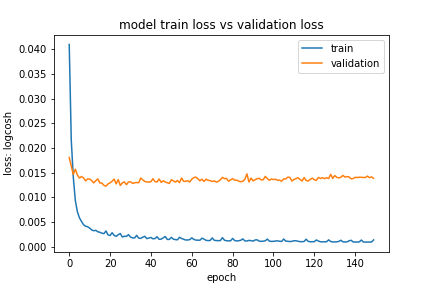 model train loss vs validation loss
train
validation
loss: logcosh
0.040
0.035
0.030
0.025
0.020
0.015
0.010
0.005
0.000
0 20 40 60 80 100 120 140
epoch